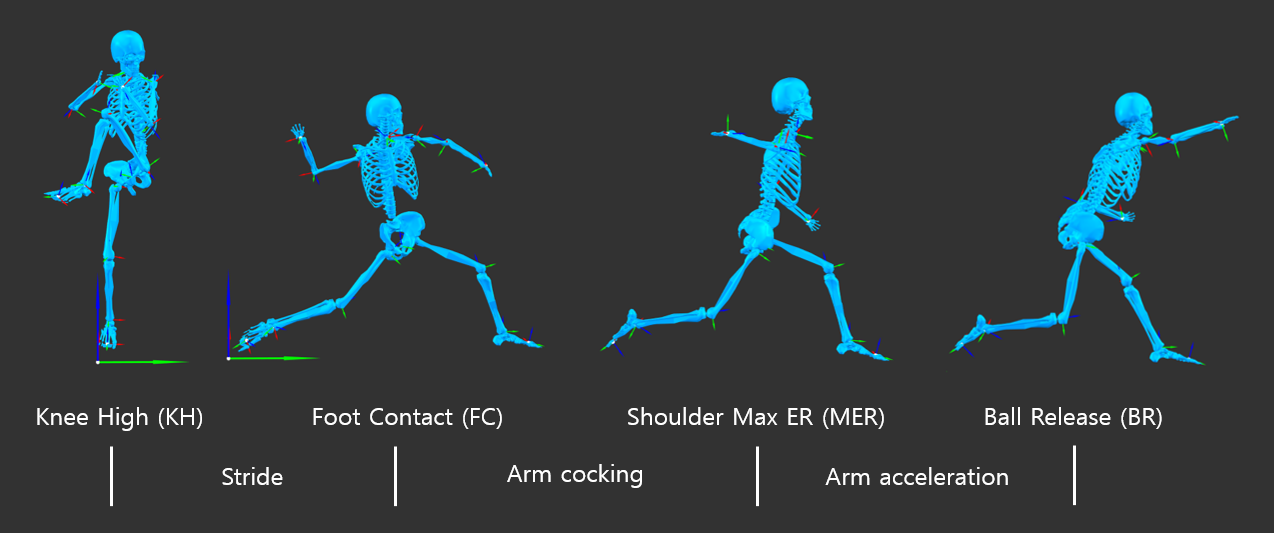 Knee High (KH)
Foot Contact (FC)
Shoulder Max ER (MER)
Ball Release (BR)
Stride
Arm cocking
Arm acceleration